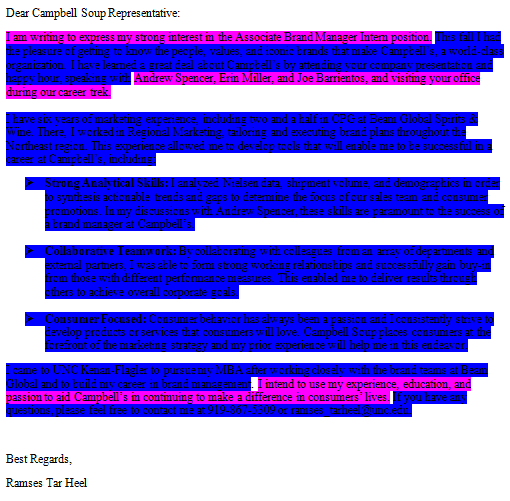 Dear Campbell Soup Representative:
I am writing to express my strong interest in the Associate Brand Manager Intern position. This fall I had
the pleasure of getting to know the people, values, and iconic brands that make Campbell's, a world-class
organization. I have learned a great deal about Campbell's by attending your company presentation and
happy hour, speaking with Andrew Spencer, Erin Miller, and Joe Barrientos, and visiting your office
during our career trek.
I have six years of marketing experience, including two and a half in CPG at Beam Global Spirits &
Wine. There, I worked in Regional Marketing, tailoring and executing brand plans throughout the
Northeast region. This experience allowed me to develop tools that will enable me to be successful in a
career at Campbell's, including:
➤ Strong Analytical Skills: I analyzed Nielsen data, shipment volume, and demographics in order
to synthesis actionable trends and gaps to determine the focus of our sales team and consumer
promotions. In my discussions with Andrew Spencer, these skills are paramount to the success of
a brand manager at Campbell's.
➤ Collaborative Teamwork: By collaborating with colleagues from an array of departments and
external partners, I was able to form strong working relationships and successfully gain buy-in
from those with different performance measures. This enabled me to deliver results through
others to achieve overall corporate goals.
➤ Consumer Focused: Consumer behavior has always been a passion and I consistently strive to
develop products or services that consumers will love. Campbell Soup places consumers at the
forefront of the marketing strategy and my prior experience will help me in this endeavor.
I came to UNC Kenan-Flagler to pursue my MBA after working closely with the brand teams at Beam
Global and to build my career in brand management. I intend to use my experience, education, and
passion to aid Campbell's in continuing to make a difference in consumers' lives. If you have any
questions, please feel free to contact me at or ramses_tarheel@unc.edu.
Best Regards,
Ramses Tar Heel